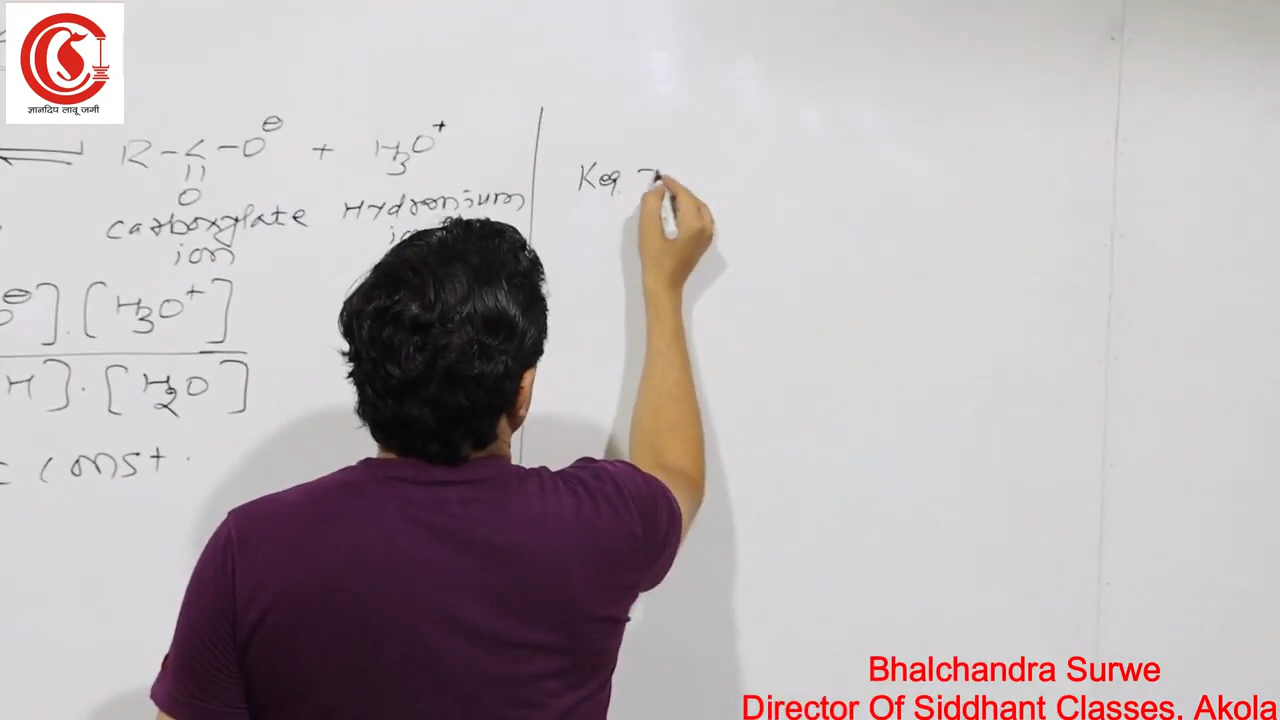 ज्ञानदिप लावू जगी
R-C-O⊖ + H3O+
||
O
carboxylate Hydronium
ion
]. [H3O+]
H]. [H2O]
= const.
Keq
Bhalchandra Surwe
Director Of Siddhant Classes, Akola